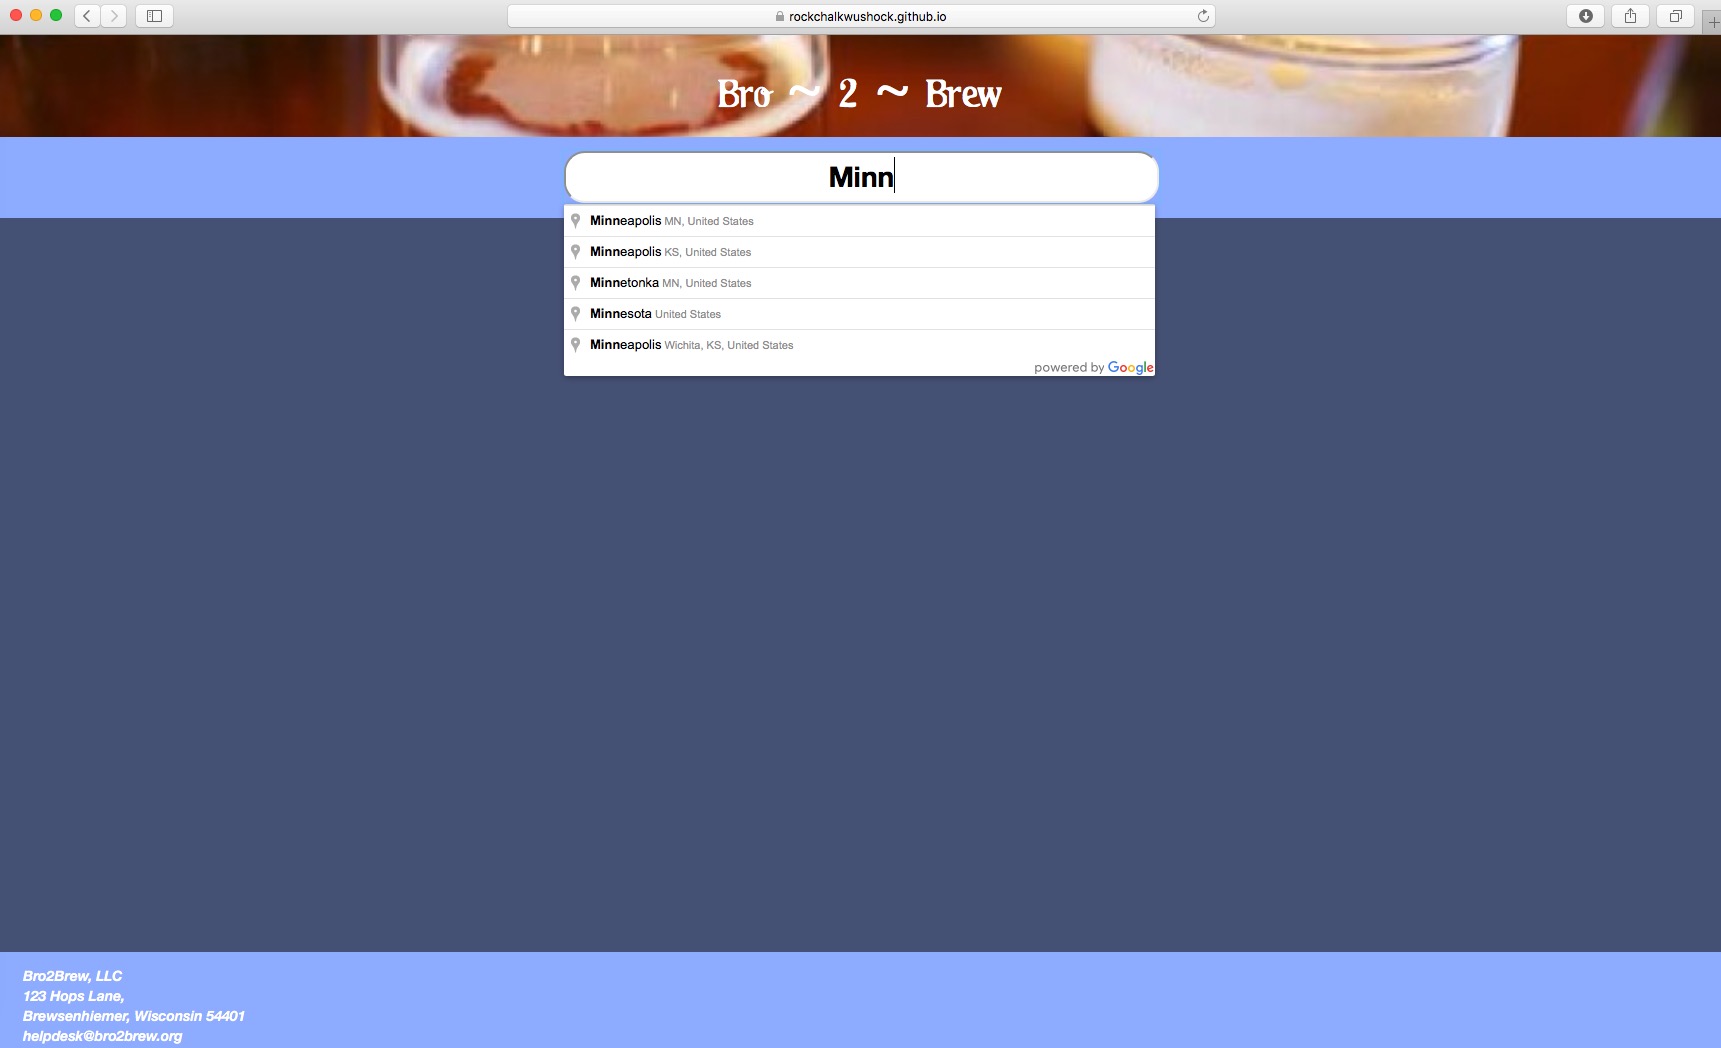 rockchalkwushock.github.io
Bro ~ 2 ~ Brew
Minn
Minneapolis MN, United States
Minneapolis KS, United States
Minnetonka MN, United States
Minnesota United States
Minneapolis Wichita, KS, United States
powered by Google
Bro2Brew, LLC
123 Hops Lane,
Brewsenhiemer, Wisconsin 54401
helpdesk@bro2brew.org